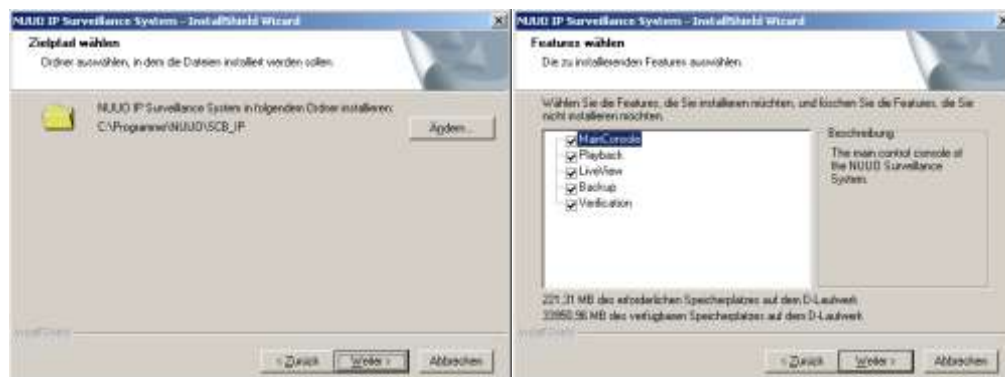 NUUO IP Surveillance System - InstallShield Wizard
Zielpfad wählen
Ordner auswählen, in dem die Dateien installiert werden sollen.
NUUO IP Surveillance System in folgendem Ordner installieren:
C:\Programme\NUUO\SCB_IP
Ändern...
InstallShield
< Zurück
Weiter >
Abbrechen
NUUO IP Surveillance System - InstallShield Wizard
Features wählen
Die zu installierenden Features auswählen.
Wählen Sie die Features, die Sie installieren möchten, und löschen Sie die Features, die Sie
nicht installieren möchten.
MainConsole
Playback
LiveView
Backup
Verification
Beschreibung
The main control console of
the NUUO Surveillance
System.
221,31 MB des erforderlichen Speicherplatzes auf dem D-Laufwerk
33950,96 MB des verfügbaren Speicherplatzes auf dem D-Laufwerk
InstallShield
< Zurück
Weiter >
Abbrechen